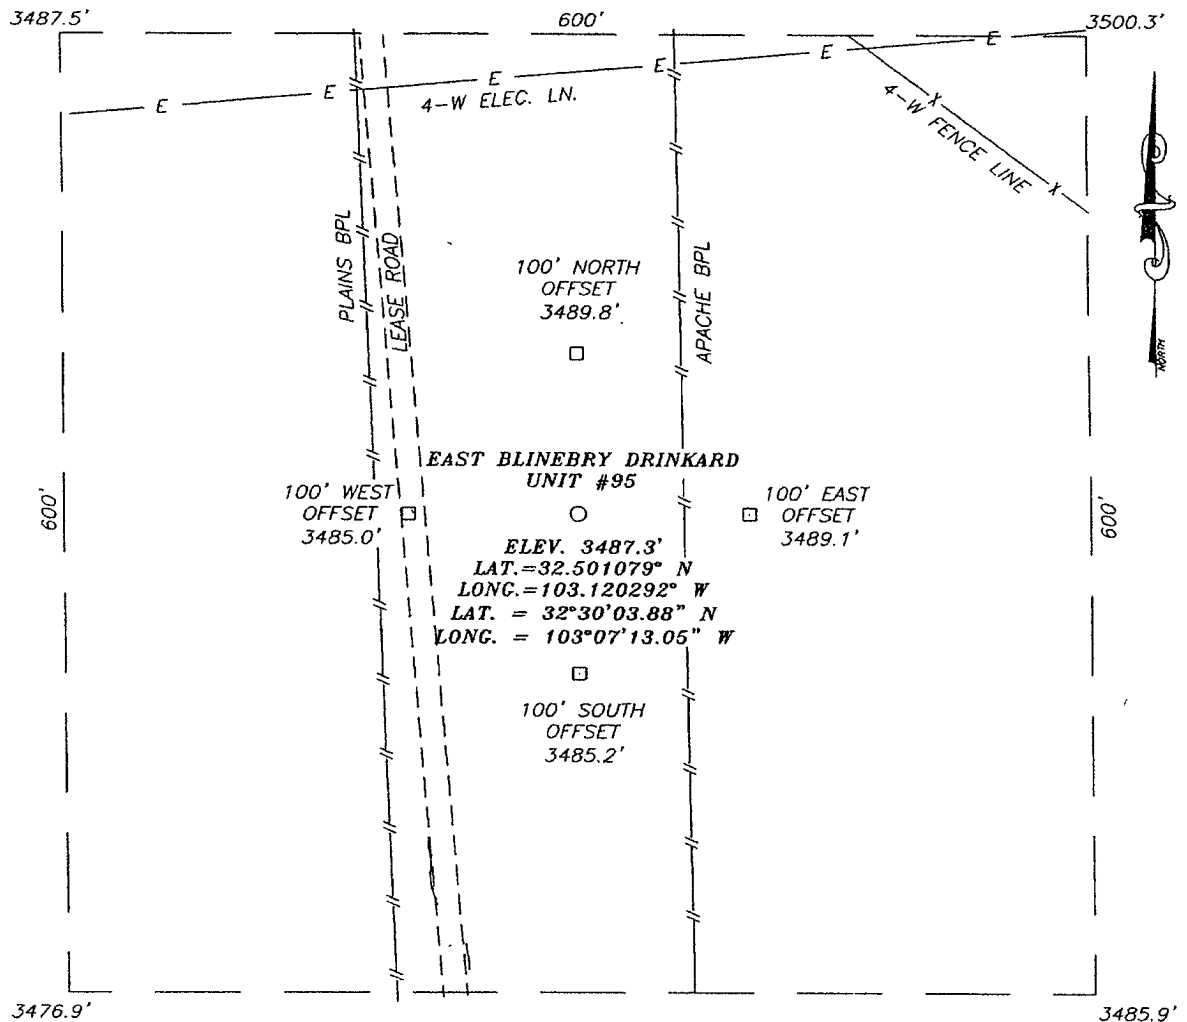 3487.5'
600'
3500.3'
E
E
E
E
E
E
4-W ELEC. LN.
X
4-W FENCE LINE
X
PLAINS BPL
LEASE ROAD
APACHE BPL
NORTH
100' NORTH
OFFSET
3489.8'
EAST BLINEBRY DRINKARD
UNIT #95
600'
100' WEST
OFFSET
3485.0'
100' EAST
OFFSET
3489.1'
600'
ELEV. 3487.3'
LAT.=32.501079° N
LONG.=103.120292° W
LAT. = 32°30'03.88" N
LONG. = 103°07'13.05" W
100' SOUTH
OFFSET
3485.2'
3476.9'
3485.9'